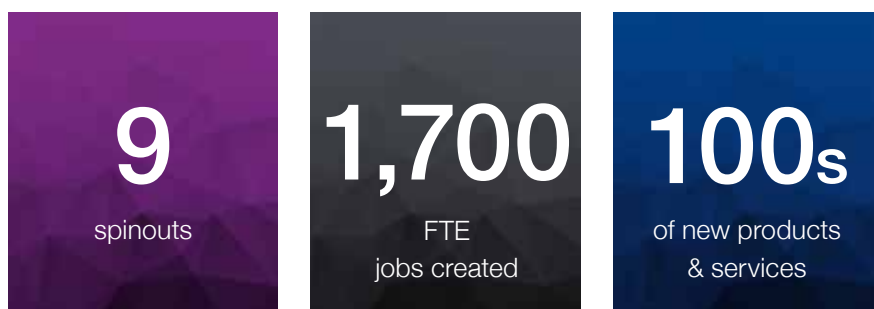 9
spinouts
1,700
FTE
jobs created
100s
of new products
& services